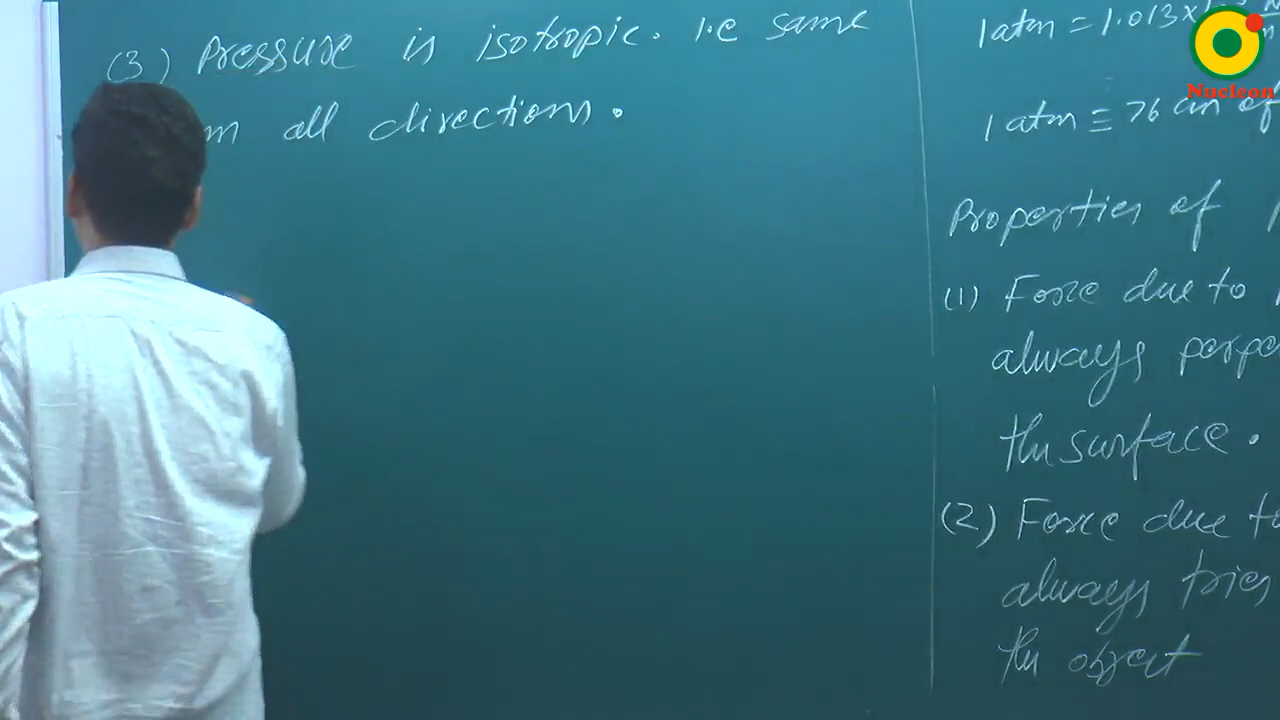 (3) Pressure is isotropic. i.e same
all directions.
1 atm = 1.013×
1 atm ≡ 76 cm of
Properties of
(1) Force due to
always perpe
the surface.
(2) Force due to
always tries
the object
Nucleon